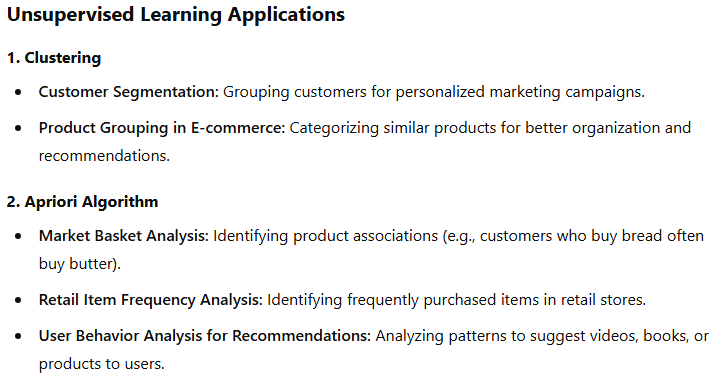 Unsupervised Learning Applications
1. Clustering
• Customer Segmentation: Grouping customers for personalized marketing campaigns.
• Product Grouping in E-commerce: Categorizing similar products for better organization and
recommendations.
2. Apriori Algorithm
• Market Basket Analysis: Identifying product associations (e.g., customers who buy bread often
buy butter).
• Retail Item Frequency Analysis: Identifying frequently purchased items in retail stores.
• User Behavior Analysis for Recommendations: Analyzing patterns to suggest videos, books, or
products to users.